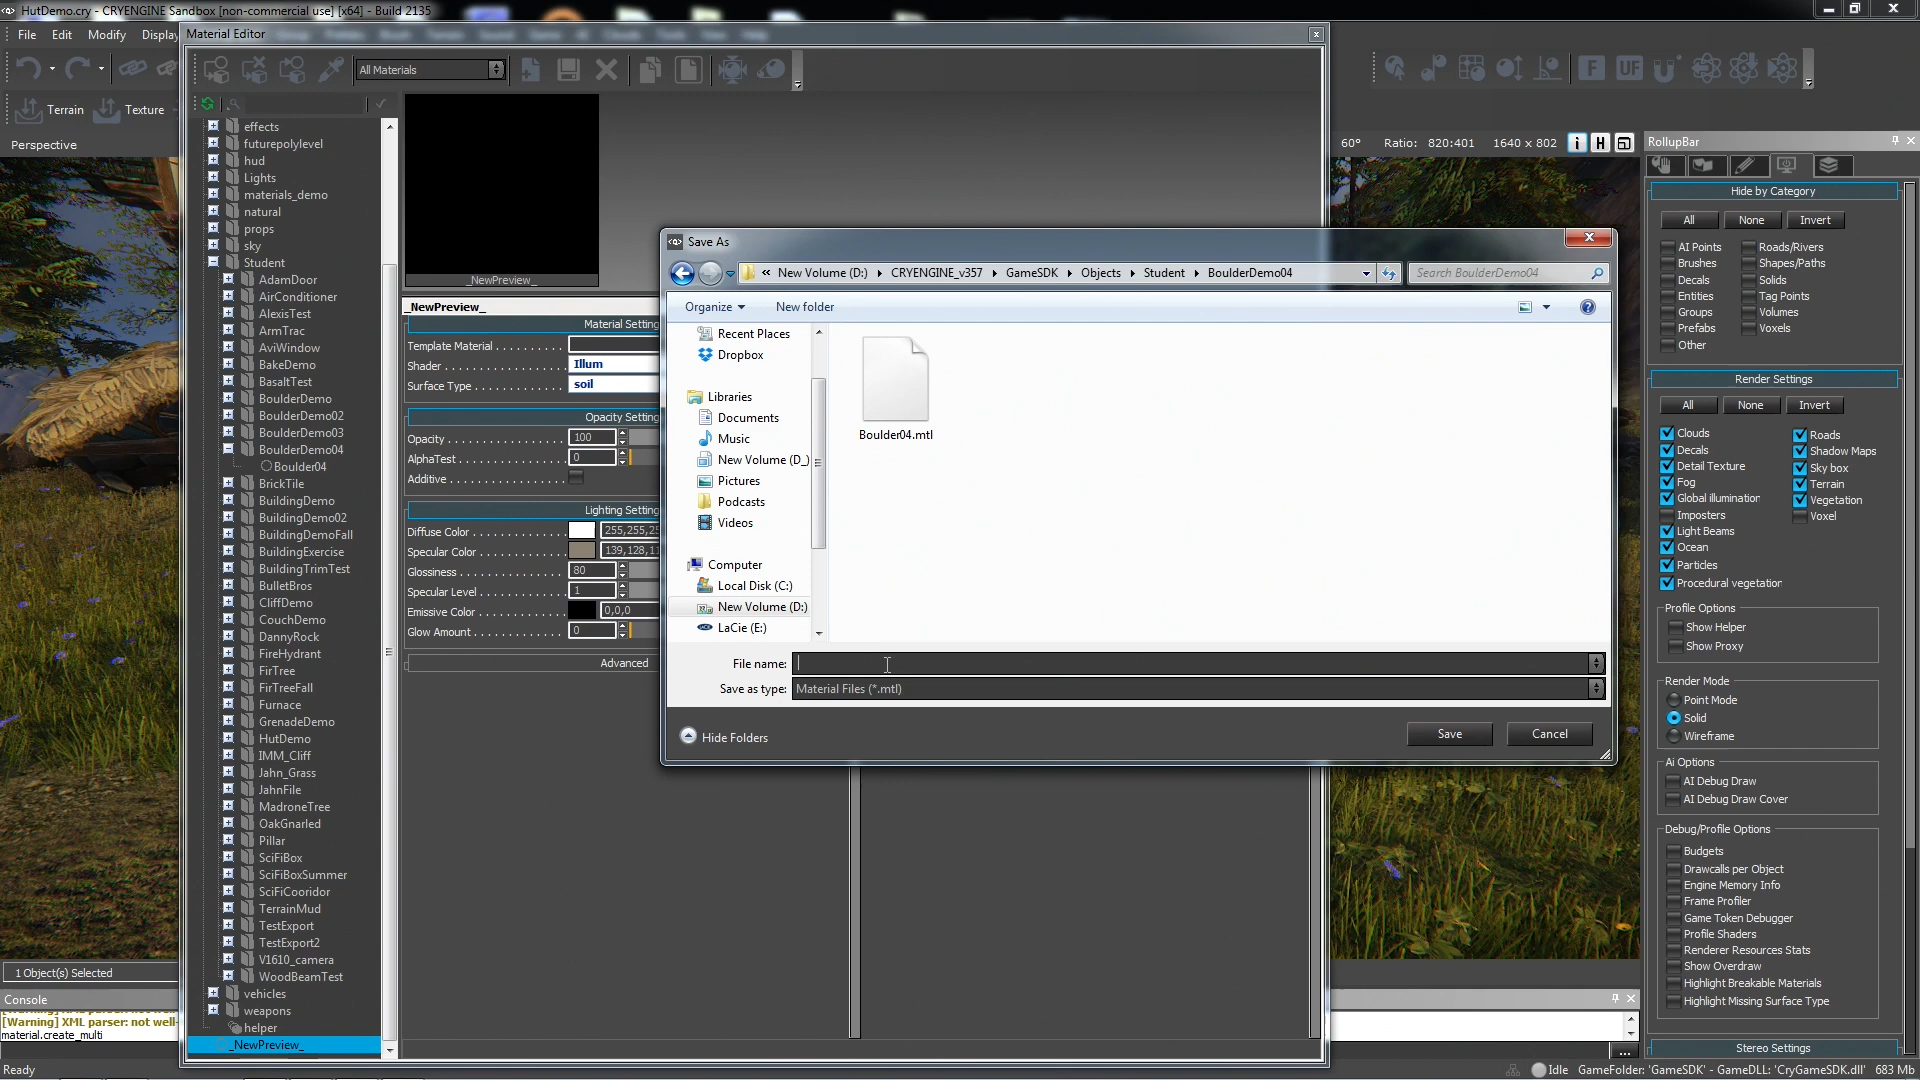 HutDemo.cry - CRYENGINE Sandbox [non-commercial use] [x64] - Build 2135
File Edit Modify Display
Material Editor
All Materials
Terrain Texture
Perspective
effects
futurepolylevel
hud
Lights
materials_demo
natural
props
sky
Student
AdamDoor
AirConditioner
AlexisTest
ArmTrac
AviWindow
BakeDemo
BasaltTest
BoulderDemo
BoulderDemo02
BoulderDemo03
BoulderDemo04
Boulder04
BrickTile
BuildingDemo
BuildingDemo02
BuildingDemoFall
BuildingExercise
BuildingTrimTest
BulletBros
CliffDemo
CouchDemo
DannyRock
FireHydrant
FirTree
FirTreeFall
Furnace
GrenadeDemo
HutDemo
IMM_Cliff
Jahn_Grass
JahnFile
MadroneTree
OakGnarled
Pillar
SciFiBox
SciFiBoxSummer
SciFiCooridor
TerrainMud
TestExport
TestExport2
V1610_camera
WoodBeamTest
vehicles
weapons
helper
_NewPreview_
_NewPreview_
_NewPreview_
Material Setting
Template Material
Shader Illum
Surface Type soil
Opacity Setting
Opacity 100
AlphaTest 0
Additive
Lighting Setting
Diffuse Color 255,255,25
Specular Color 139,128,11
Glossiness 80
Specular Level 1
Emissive Color 0,0,0
Glow Amount 0
Advanced
Save As
« New Volume (D:) CRYENGINE_v357 GameSDK Objects Student BoulderDemo04
Search BoulderDemo04
Organize New folder
Recent Places
Dropbox
Libraries
Documents
Music
New Volume (D_)
Pictures
Podcasts
Videos
Computer
Local Disk (C:)
New Volume (D:)
LaCie (E:)
Boulder04.mtl
File name:
Save as type: Material Files (*.mtl)
Hide Folders
Save Cancel
60° Ratio: 820:401 1640 x 802 i H
F UF
RollupBar
Hide by Category
All None Invert
AI Points Roads/Rivers
Brushes Shapes/Paths
Decals Solids
Entities Tag Points
Groups Volumes
Prefabs Voxels
Other
Render Settings
All None Invert
Clouds Roads
Decals Shadow Maps
Detail Texture Sky box
Fog Terrain
Global illumination Vegetation
Imposters Voxel
Light Beams
Ocean
Particles
Procedural vegetation
Profile Options
Show Helper
Show Proxy
Render Mode
Point Mode
Solid
Wireframe
Ai Options
AI Debug Draw
AI Debug Draw Cover
Debug/Profile Options
Budgets
Drawcalls per Object
Engine Memory Info
Frame Profiler
Game Token Debugger
Profile Shaders
Renderer Resources Stats
Show Overdraw
Highlight Breakable Materials
Highlight Missing Surface Type
Stereo Settings
1 Object(s) Selected
Console
[Warning] XML parser: not well-
material.create_multi
Ready
Idle GameFolder: 'GameSDK' - GameDLL: 'CryGameSDK.dll' 683 Mb